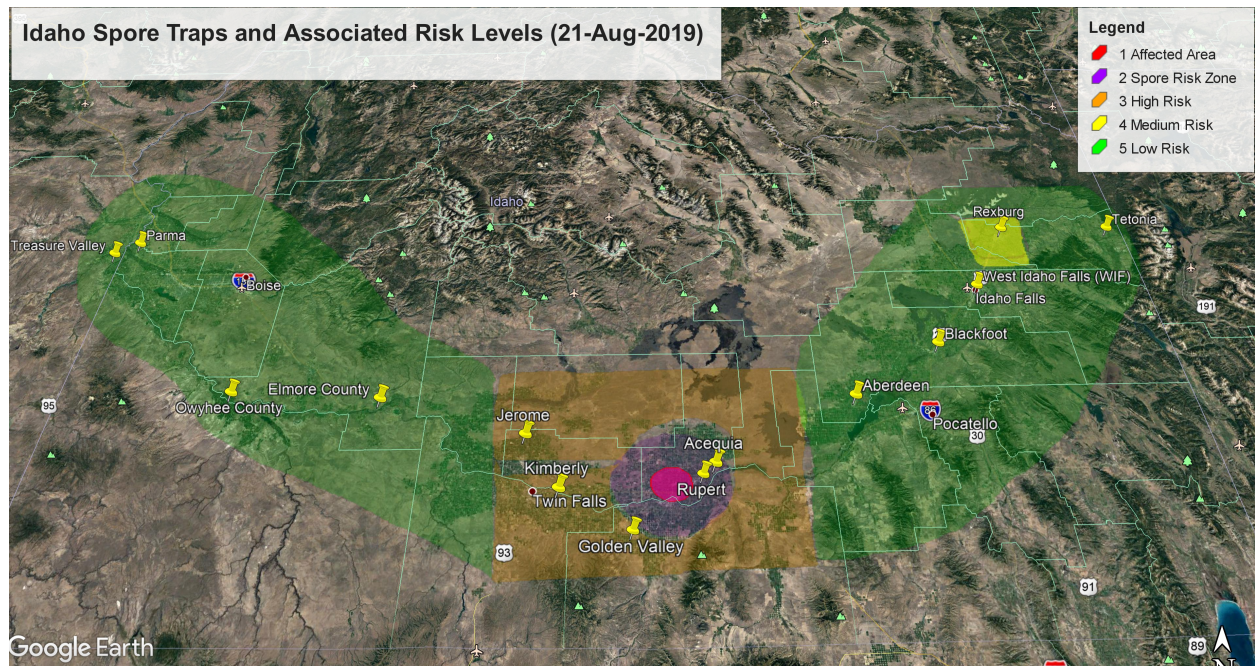 Idaho Spore Traps and Associated Risk Levels (21-Aug-2019)
Legend
1 Affected Area
2 Spore Risk Zone
3 High Risk
4 Medium Risk
5 Low Risk
Idaho
Rexburg
Tetonia
Treasure Valley
Parma
Boise
West Idaho Falls (WIF)
Idaho Falls
191
Blackfoot
Elmore County
Aberdeen
95
Owyhee County
86
Pocatello
30
Jerome
Acequia
Kimberly
Rupert
Twin Falls
Golden Valley
93
91
89
Google Earth
N